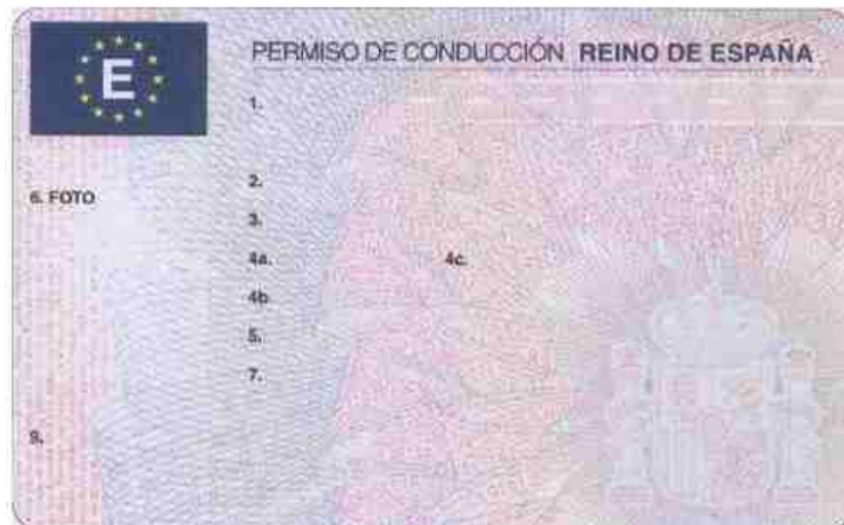 E
PERMISO DE CONDUCCIÓN REINO DE ESPAÑA
1.
2.
6. FOTO
3.
4a. 4c.
4b.
5.
7.
9.